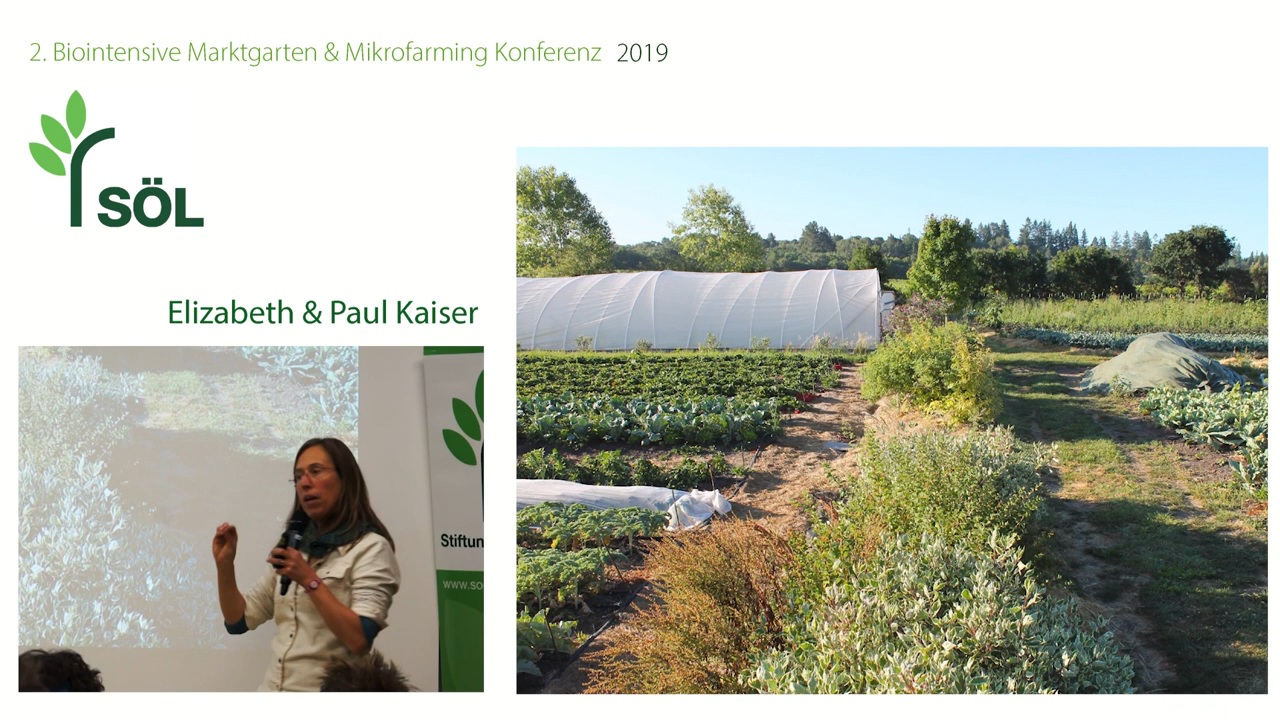 2. Biointensive Marktgarten & Mikrofarming Konferenz 2019
SÖL
Elizabeth & Paul Kaiser
Stiftun
www.so